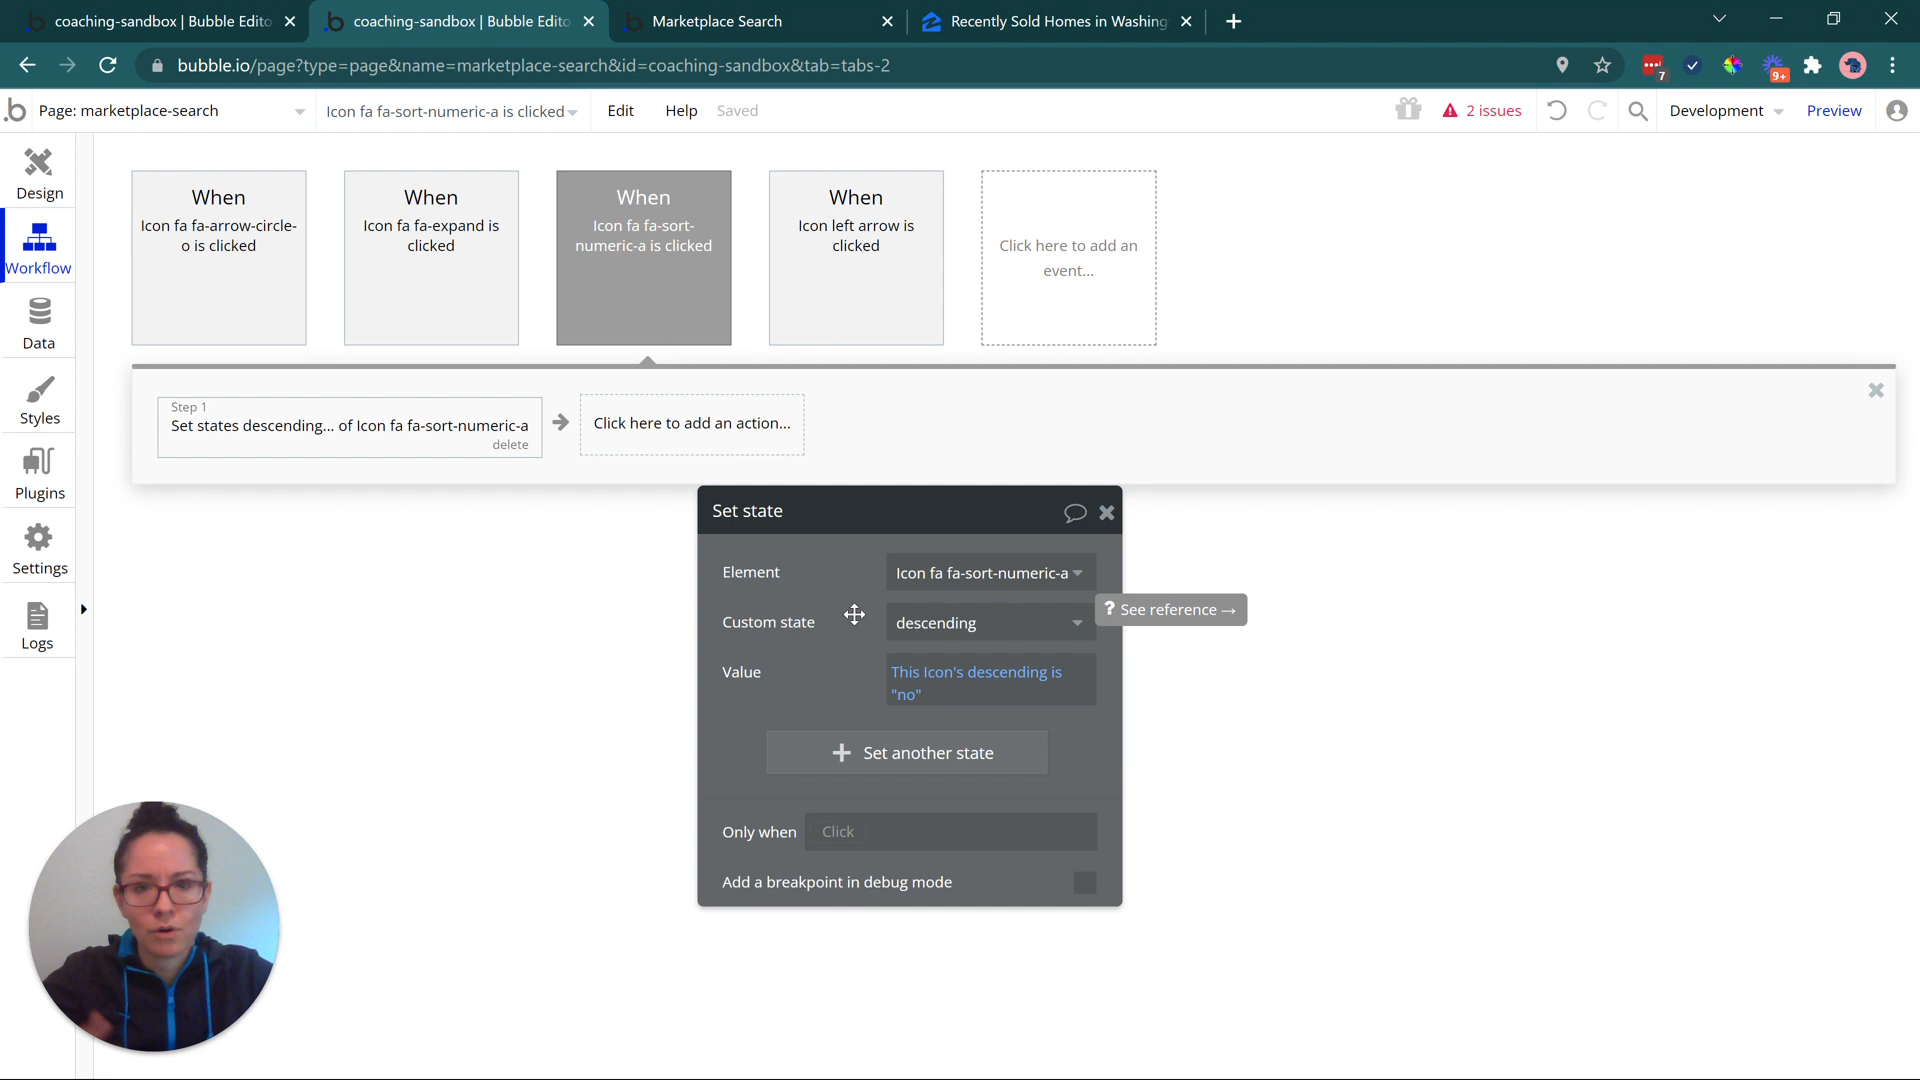 coaching-sandbox | Bubble Edito
coaching-sandbox | Bubble Edito
Marketplace Search
Recently Sold Homes in Washing
bubble.io/page?type=page&name=marketplace-search&id=coaching-sandbox&tab=tabs-2
7
9+
Page: marketplace-search
Icon fa fa-sort-numeric-a is clicked
Edit
Help
Saved
2 issues
Development
Preview
Design
Workflow
Data
Styles
Plugins
Settings
Logs
When
Icon fa fa-arrow-circle-
o is clicked
When
Icon fa fa-expand is
clicked
When
Icon fa fa-sort-
numeric-a is clicked
When
Icon left arrow is
clicked
Click here to add an
event...
Step 1
Set states descending... of Icon fa fa-sort-numeric-a
delete
Click here to add an action...
Set state
Element
Icon fa fa-sort-numeric-a
Custom state
descending
? See reference →
Value
This Icon's descending is
"no"
+ Set another state
Only when
Click
Add a breakpoint in debug mode